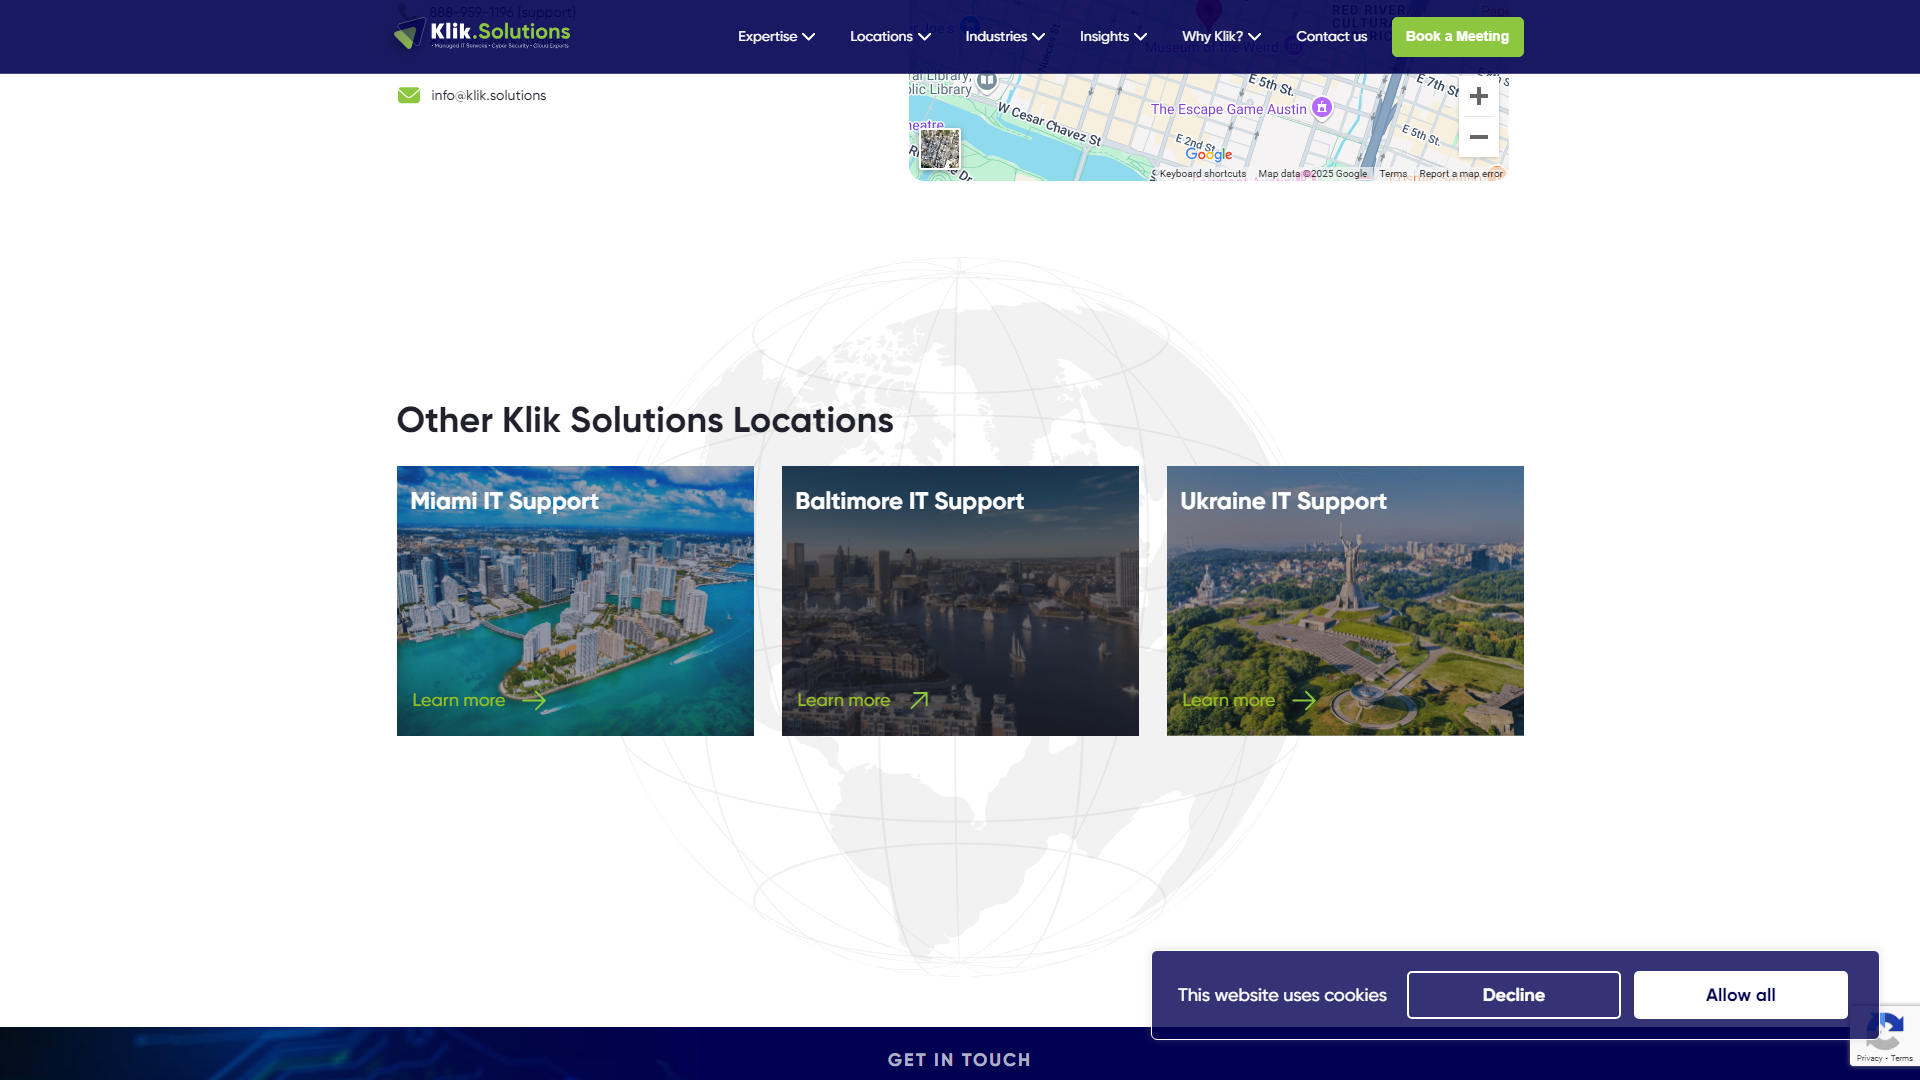 888-959-1196 (support)
Klik.Solutions
• Managed IT Services • Cyber Security • Cloud Experts
Expertise
Locations
Industries
Insights
Why Klik?
Contact us
Book a Meeting
info@klik.solutions
RED RIVER
CULTURAL
Museum of the Weird
Nueces St
W Cesar Chavez St
The Escape Game Austin
E 5th St.
E 7th St.
E 5th St.
E 2nd St.
Google
Keyboard shortcuts
Map data ©2025 Google
Terms
Report a map error
Other Klik Solutions Locations
Miami IT Support
Learn more
Baltimore IT Support
Learn more
Ukraine IT Support
Learn more
This website uses cookies
Decline
Allow all
Privacy - Terms
GET IN TOUCH